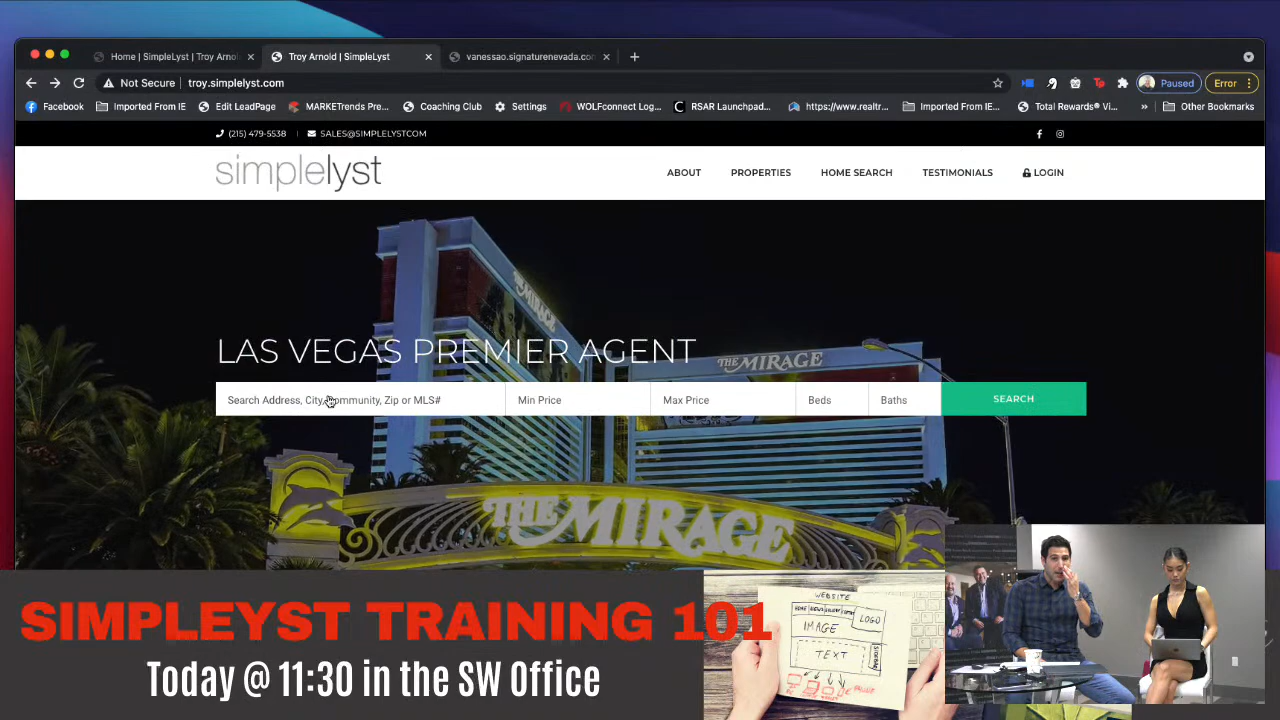 Home | SimpleLyst | Troy Arnol
Troy Arnold | SimpleLyst
vanessao.signaturenevada.con
Not Secure
troy.simplelyst.com
Paused
Error
Facebook
Imported From IE
Edit LeadPage
MARKETrends Pre...
Coaching Club
Settings
WOLFconnect Log...
RSAR Launchpad...
https://www.realtr...
Imported From IE...
Total Rewards® Vi...
»
Other Bookmarks
(215) 479-5538
SALES@SIMPLELYSTCOM
simplelyst
ABOUT
PROPERTIES
HOME SEARCH
TESTIMONIALS
LOGIN
THE MIRAGE
LAS VEGAS PREMIER AGENT
Search Address, City, Community, Zip or MLS#
Min Price
Max Price
Beds
Baths
SEARCH
THE MIRAGE
SIMPLEYST TRAINING 101
Today @ 11:30 in the SW Office
WEBSITE
HOME
LOGO
IMAGE
TEXT